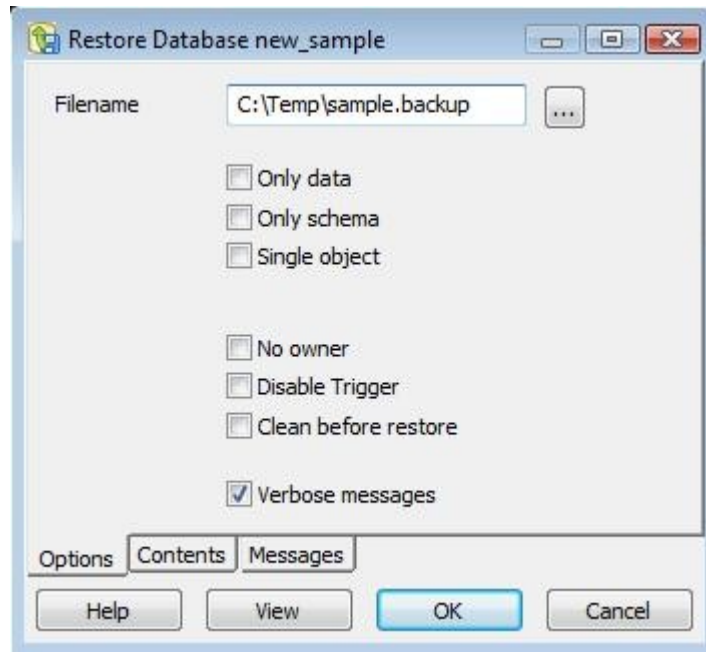 Restore Database new_sample
Filename C:\Temp\sample.backup ...
Only data
Only schema
Single object
No owner
Disable Trigger
Clean before restore
Verbose messages
Options Contents Messages
Help View OK Cancel